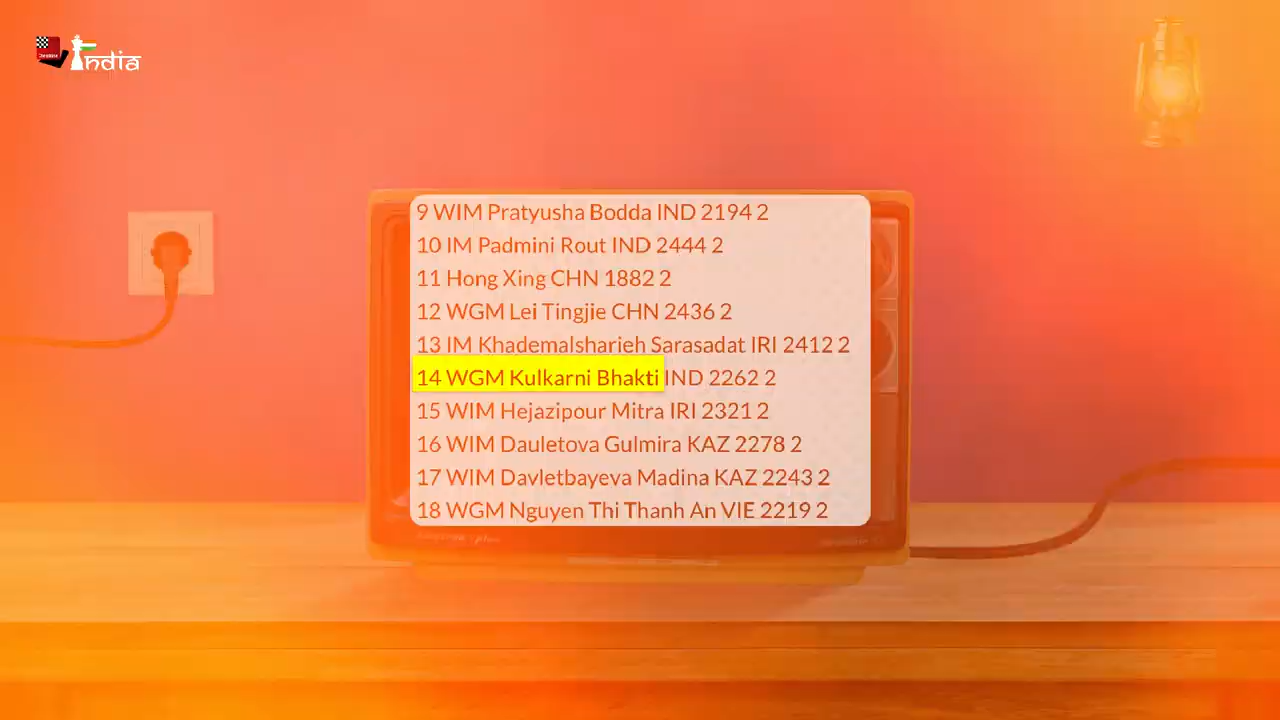 India
9 WIM Pratyusha Bodda IND 2194 2
10 IM Padmini Rout IND 2444 2
11 Hong Xing CHN 1882 2
12 WGM Lei Tingjie CHN 2436 2
13 IM Khademalsharieh Sarasadat IRI 2412 2
14 WGM Kulkarni Bhakti IND 2262 2
15 WIM Hejazipour Mitra IRI 2321 2
16 WIM Dauletova Gulmira KAZ 2278 2
17 WIM Davletbayeva Madina KAZ 2243 2
18 WGM Nguyen Thi Thanh An VIE 2219 2